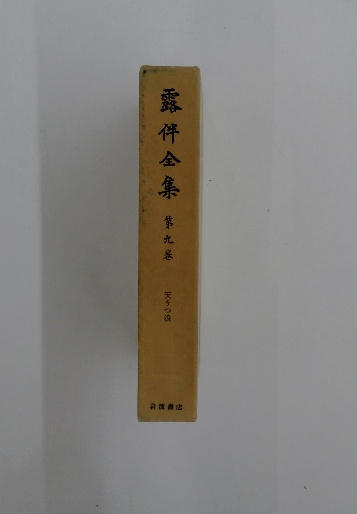 露伴全集
第九巻
天うつ浪
岩波書店